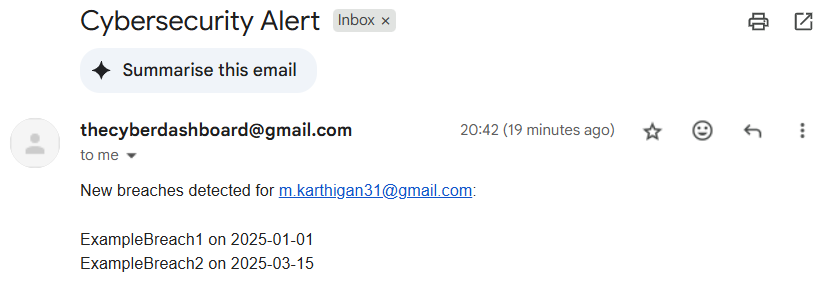 Cybersecurity Alert Inbox ×
Summarise this email
thecyberdashboard@gmail.com 20:42 (19 minutes ago)
to me
New breaches detected for m.karthigan31@gmail.com:
ExampleBreach1 on 2025-01-01
ExampleBreach2 on 2025-03-15